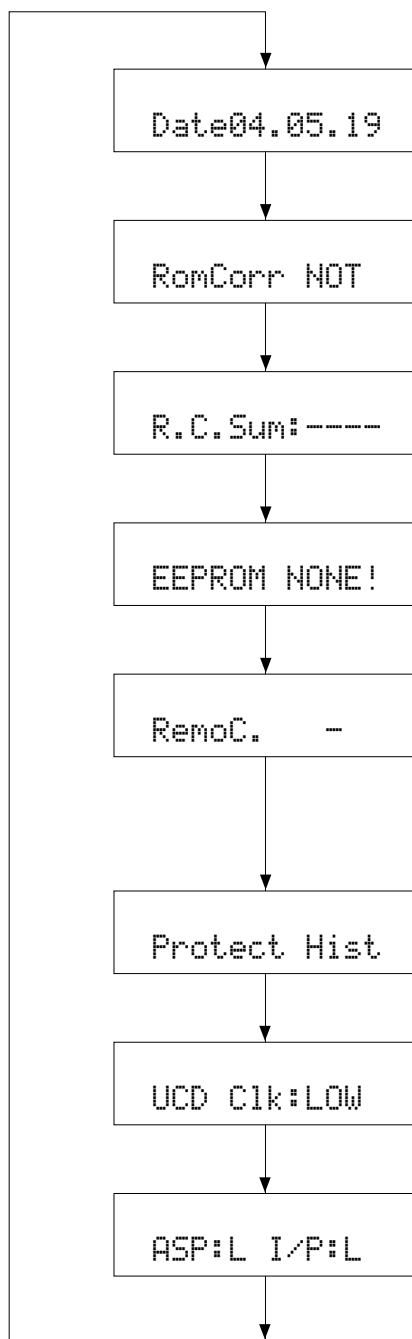 Date04.05.19
RomCorr NOT
R.C.Sum:----
EEPROM NONE!
RemoC.   -
Protect Hist
UCD Clk:LOW
ASP:L I/P:L